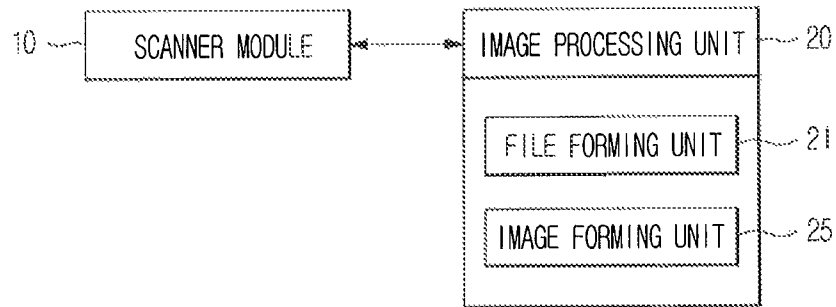 10 SCANNER MODULE IMAGE PROCESSING UNIT 20
FILE FORMING UNIT 21
IMAGE FORMING UNIT 25